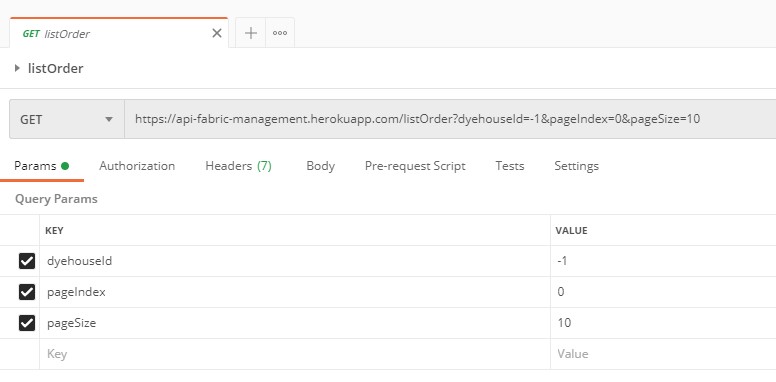 GET listOrder
listOrder
GET https://api-fabric-management.herokuapp.com/listOrder?dyehouseId=-1&pageIndex=0&pageSize=10
Params Authorization Headers (7) Body Pre-request Script Tests Settings
Query Params
KEY VALUE
dyehouseId -1
pageIndex 0
pageSize 10
Key Value